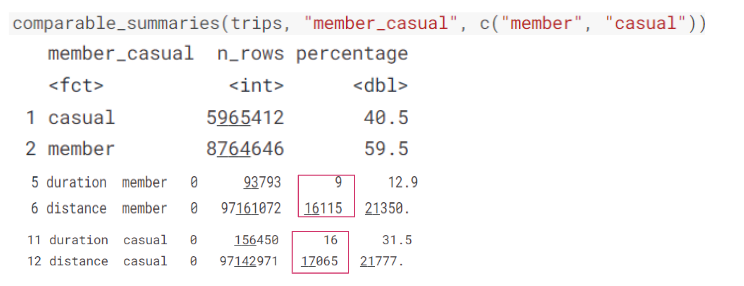 comparable_summaries(trips, "member_casual", c("member", "casual"))
member_casual n_rows percentage
<fct> <int> <dbl>
1 casual 5965412 40.5
2 member 8764646 59.5
5 duration member 0 93793 9 12.9
6 distance member 0 97161072 16115 21350.
11 duration casual 0 156450 16 31.5
12 distance casual 0 97142971 17065 21777.